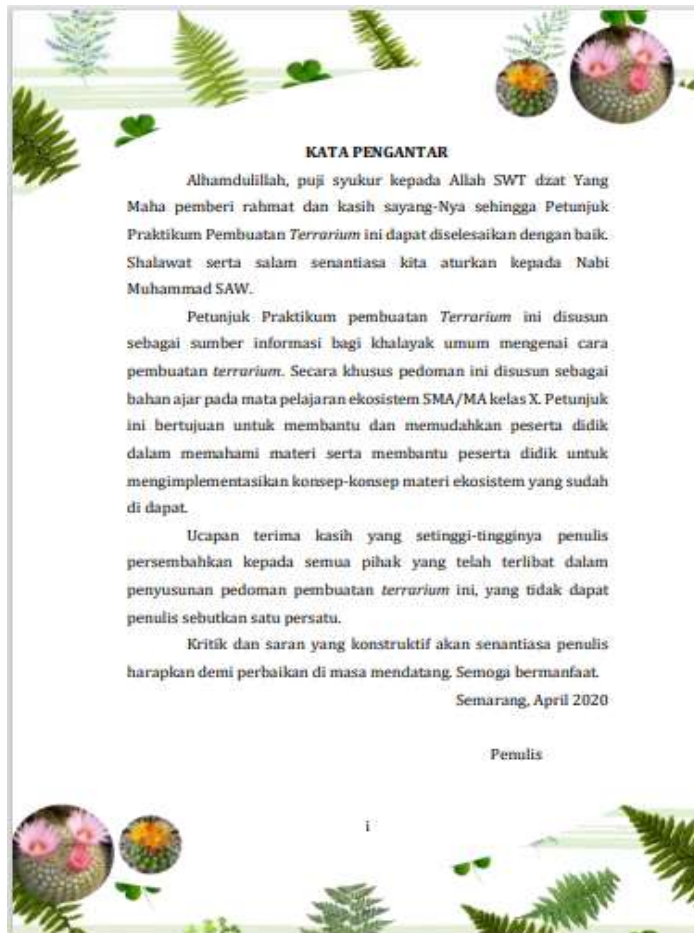 KATA PENGANTAR
Alhamdulillah, puji syukur kepada Allah SWT dzat Yang
Maha pemberi rahmat dan kasih sayang-Nya sehingga Petunjuk
Praktikum Pembuatan Terrarium ini dapat diselesaikan dengan baik.
Shalawat serta salam senantiasa kita aturkan kepada Nabi
Muhammad SAW.
Petunjuk Praktikum pembuatan Terrarium ini disusun
sebagai sumber informasi bagi khalayak umum mengenai cara
pembuatan terrarium. Secara khusus pedoman ini disusun sebagai
bahan ajar pada mata pelajaran ekosistem SMA/MA kelas X. Petunjuk
ini bertujuan untuk membantu dan memudahkan peserta didik
dalam memahami materi serta membantu peserta didik untuk
mengimplementasikan konsep-konsep materi ekosistem yang sudah
di dapat.
Ucapan terima kasih yang setinggi-tingginya penulis
persembahkan kepada semua pihak yang telah terlibat dalam
penyusunan pedoman pembuatan terrarium ini, yang tidak dapat
penulis sebutkan satu persatu.
Kritik dan saran yang konstruktif akan senantiasa penulis
harapkan demi perbaikan di masa mendatang. Semoga bermanfaat.
Semarang, April 2020
Penulis
i